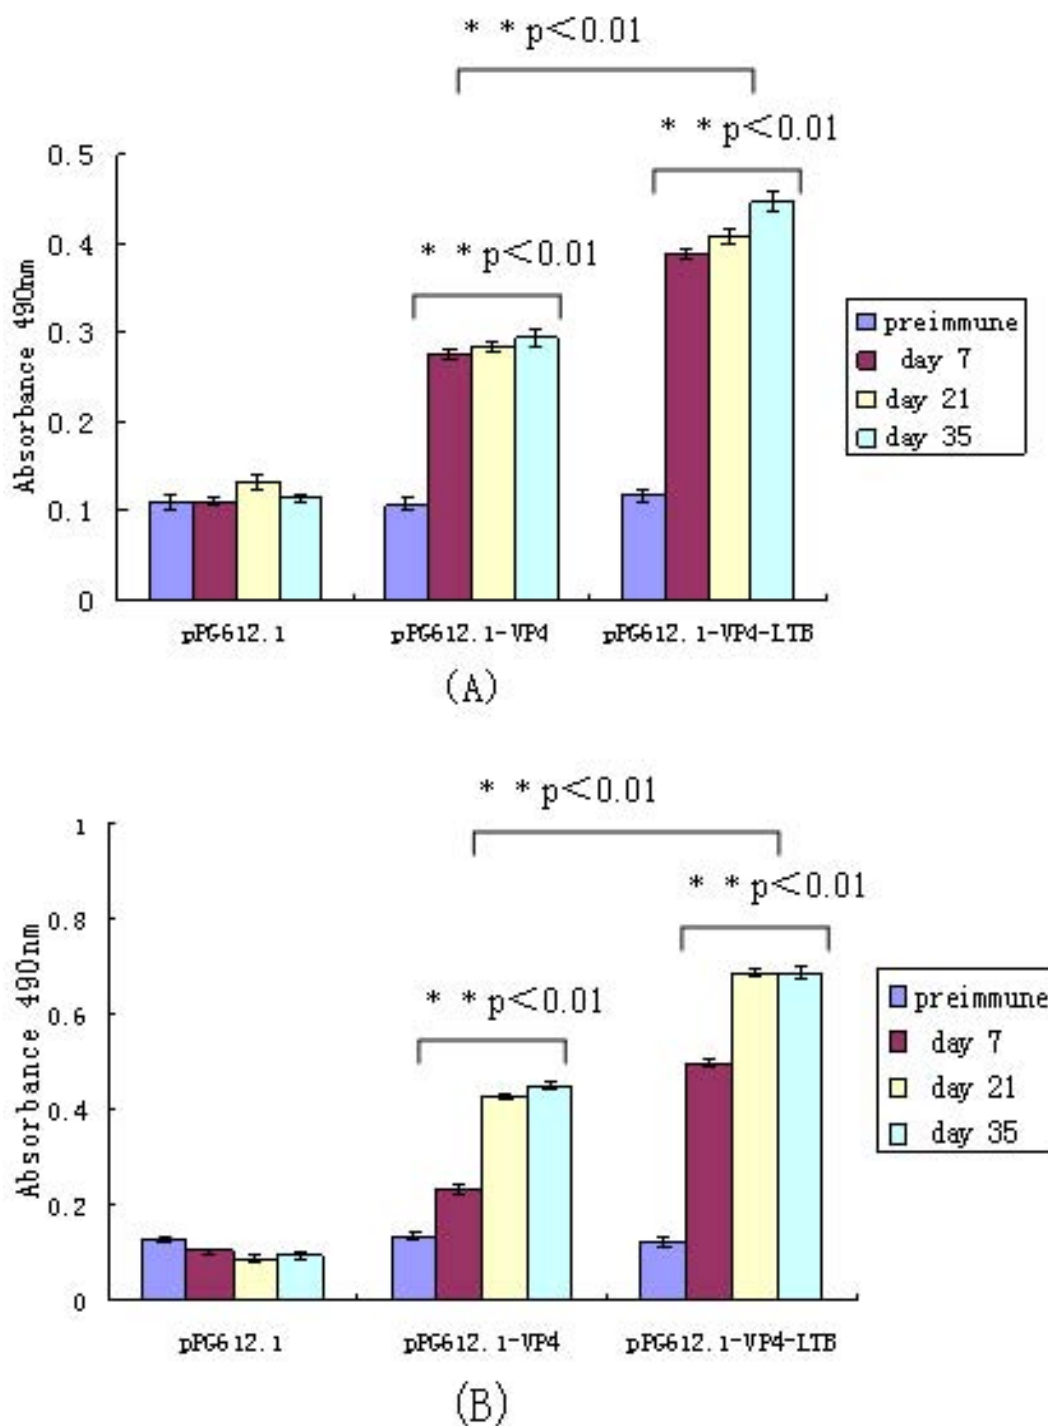 * * p<0.01
* * p<0.01
* * p<0.01
Absorbance 490nm
0.5
0.4
0.3
0.2
0.1
0
pPG612.1
pPG612.1-VP4
pPG612.1-VP4-LTB
preimmune
day 7
day 21
day 35
(A)
* * p<0.01
* * p<0.01
* * p<0.01
Absorbance 490nm
1
0.8
0.6
0.4
0.2
0
pPG612.1
pPG612.1-VP4
pPG612.1-VP4-LTB
preimmune
day 7
day 21
day 35
(B)